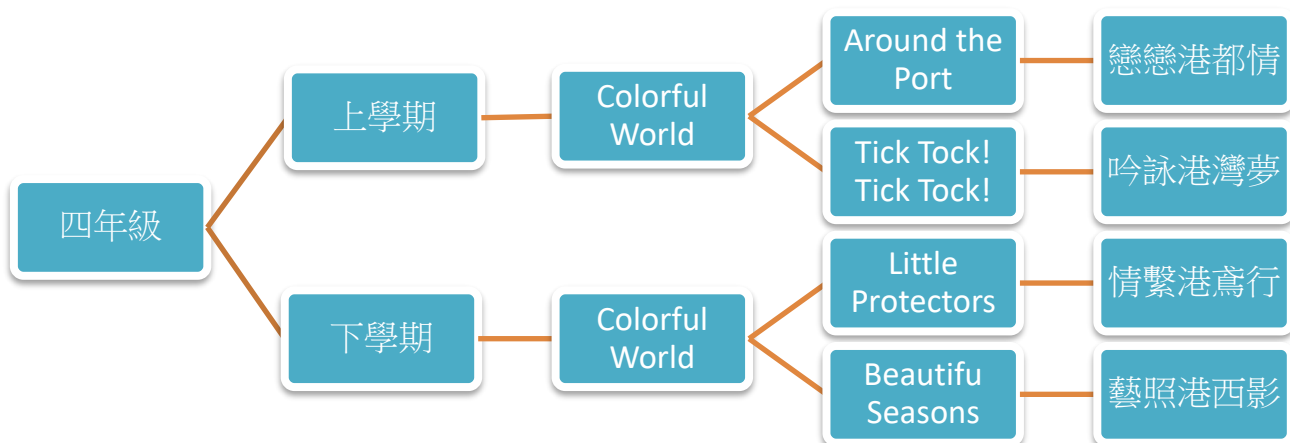 四年級
上學期
Colorful
World
Around the
Port
戀戀港都情
Tick Tock!
Tick Tock!
吟詠港灣夢
下學期
Colorful
World
Little
Protectors
情繫港鳶行
Beautifu
Seasons
藝照港西影